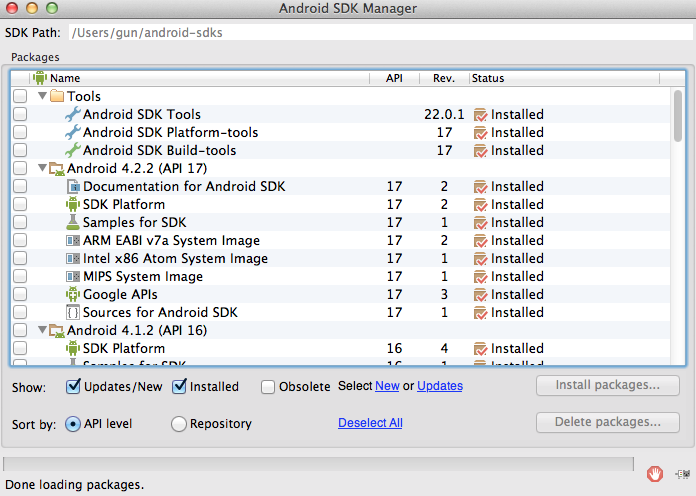 Android SDK Manager
SDK Path: /Users/gun/android-sdks
Packages
Name API Rev. Status
Tools
Android SDK Tools 22.0.1 Installed
Android SDK Platform-tools 17 Installed
Android SDK Build-tools 17 Installed
Android 4.2.2 (API 17)
Documentation for Android SDK 17 2 Installed
SDK Platform 17 2 Installed
Samples for SDK 17 1 Installed
ARM EABI v7a System Image 17 2 Installed
Intel x86 Atom System Image 17 1 Installed
MIPS System Image 17 1 Installed
Google APIs 17 3 Installed
Sources for Android SDK 17 1 Installed
Android 4.1.2 (API 16)
SDK Platform 16 4 Installed
Samples for SDK 16 1 Installed
Show: Updates/New Installed Obsolete Select New or Updates Install packages...
Sort by: API level Repository Deselect All Delete packages...
Done loading packages.